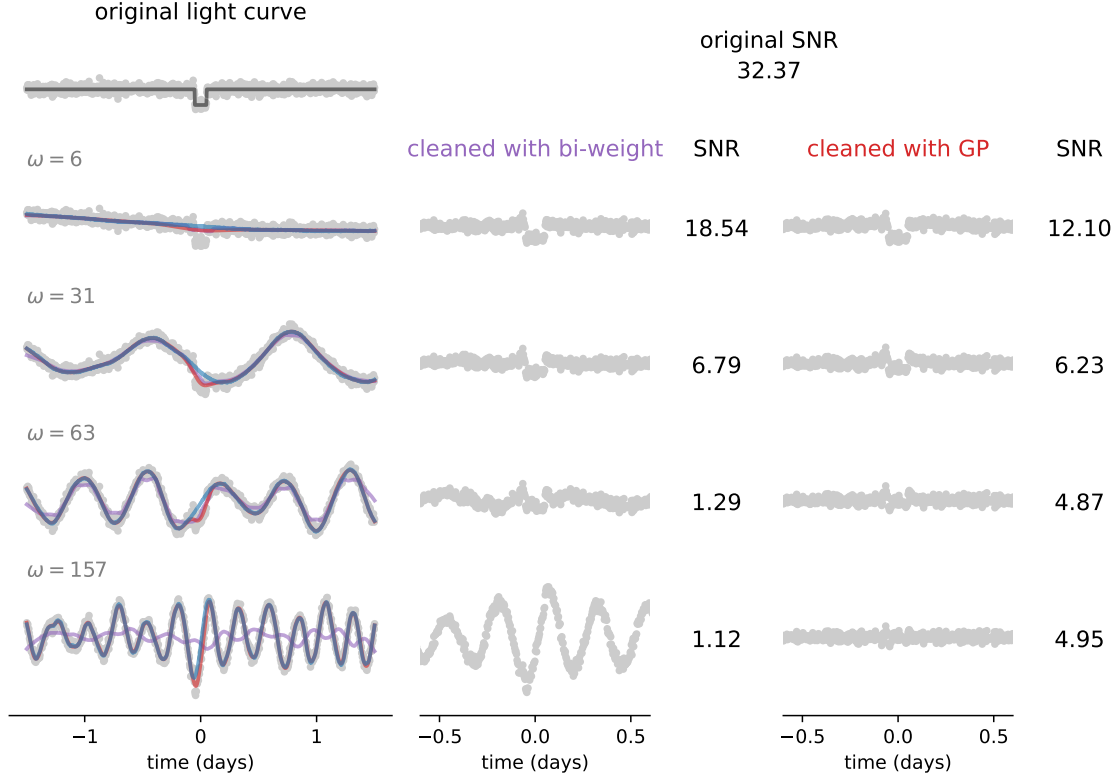 original light curve
original SNR
32.37
cleaned with bi-weight SNR cleaned with GP SNR
ω = 6
18.54 12.10
ω = 31
6.79 6.23
ω = 63
1.29 4.87
ω = 157
1.12 4.95
−1 0 1 −0.5 0.0 0.5 −0.5 0.0 0.5
time (days) time (days) time (days)